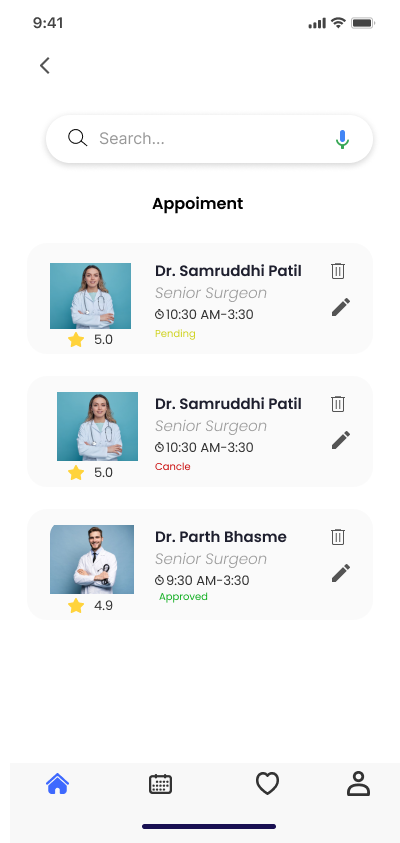 9:41
Search...
Appoiment
Dr. Samruddhi Patil
Senior Surgeon
10:30 AM-3:30
Pending
5.0
Dr. Samruddhi Patil
Senior Surgeon
10:30 AM-3:30
Cancle
5.0
Dr. Parth Bhasme
Senior Surgeon
9:30 AM-3:30
Approved
4.9